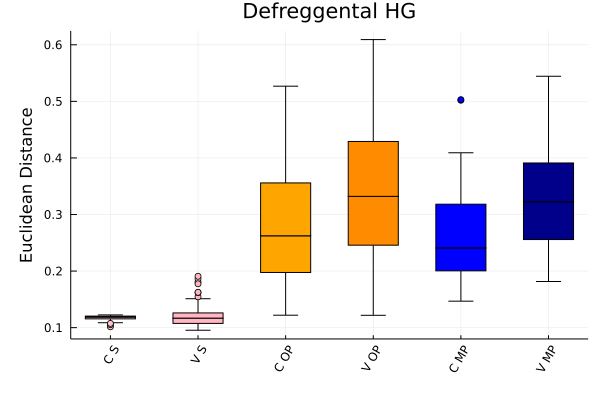 Defreggental HG
Euclidean Distance
0.6
0.5
0.4
0.3
0.2
0.1
C S
V S
C OP
V OP
C MP
V MP